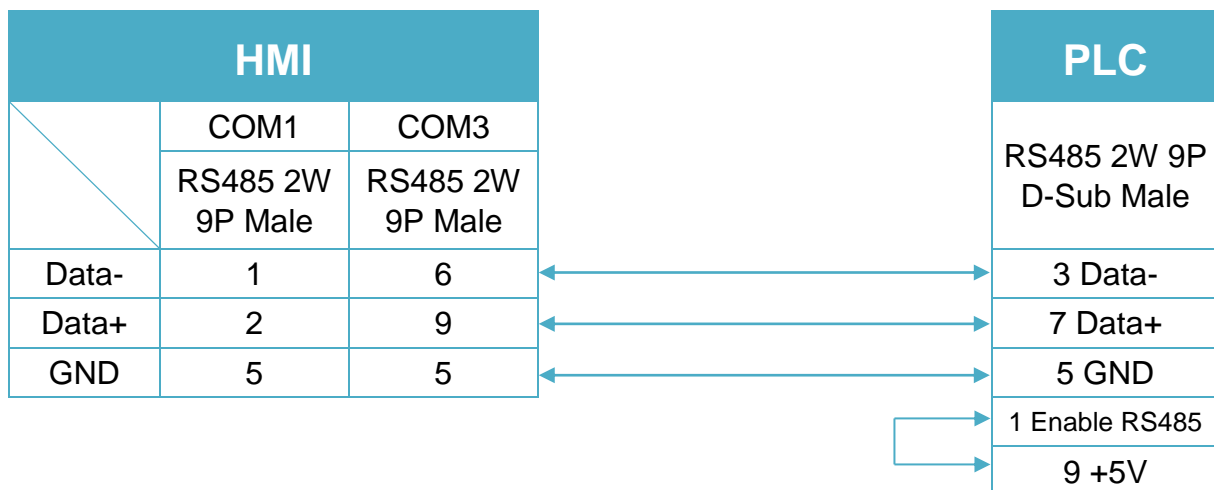 HMI
PLC
COM1 COM3
RS485 2W
9P Male
RS485 2W
9P Male
RS485 2W 9P
D-Sub Male
Data- 1 6 3 Data-
Data+ 2 9 7 Data+
GND 5 5 5 GND
1 Enable RS485
9 +5V